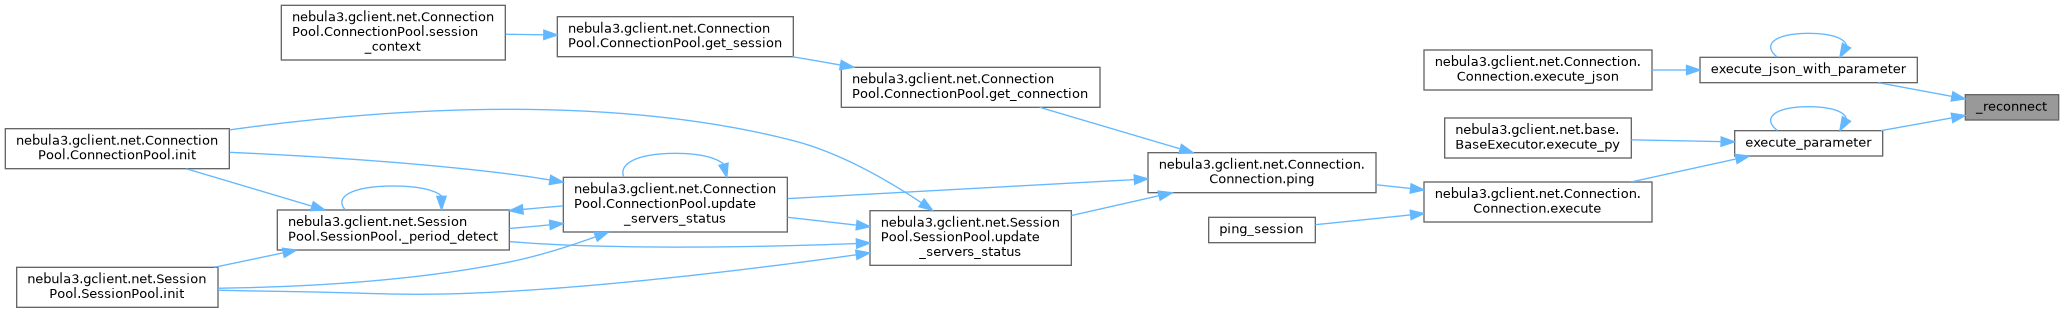 nebula3.gclient.net.Connection
Pool.ConnectionPool.session
_context
nebula3.gclient.net.Connection
Pool.ConnectionPool.get_session
nebula3.gclient.net.Connection
Pool.ConnectionPool.get_connection
nebula3.gclient.net.Connection.
Connection.execute_json
execute_json_with_parameter
_reconnect
nebula3.gclient.net.base.
BaseExecutor.execute_py
execute_parameter
nebula3.gclient.net.Connection
Pool.ConnectionPool.init
nebula3.gclient.net.Connection.
Connection.ping
nebula3.gclient.net.Connection
Pool.ConnectionPool.update
_servers_status
nebula3.gclient.net.Connection.
Connection.execute
nebula3.gclient.net.Session
Pool.SessionPool._period_detect
nebula3.gclient.net.Session
Pool.SessionPool.update
_servers_status
ping_session
nebula3.gclient.net.Session
Pool.SessionPool.init